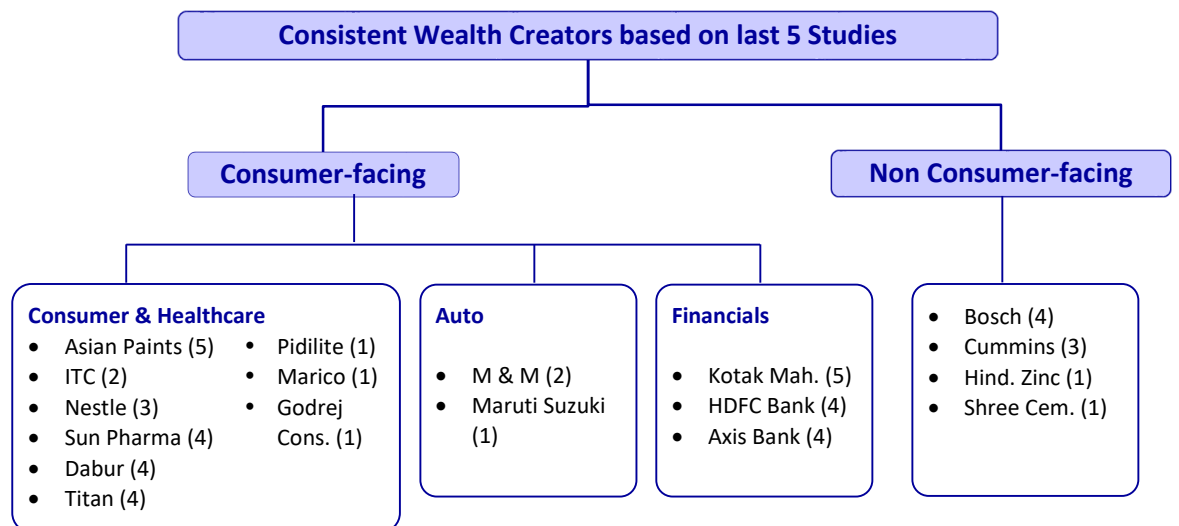 Consistent Wealth Creators based on last 5 Studies
Consumer-facing
Non Consumer-facing
Consumer & Healthcare
• Asian Paints (5)
• ITC (2)
• Nestle (3)
• Sun Pharma (4)
• Dabur (4)
• Titan (4)
• Pidilite (1)
• Marico (1)
• Godrej
Cons. (1)
Auto
• M & M (2)
• Maruti Suzuki
(1)
Financials
• Kotak Mah. (5)
• HDFC Bank (4)
• Axis Bank (4)
• Bosch (4)
• Cummins (3)
• Hind. Zinc (1)
• Shree Cem. (1)